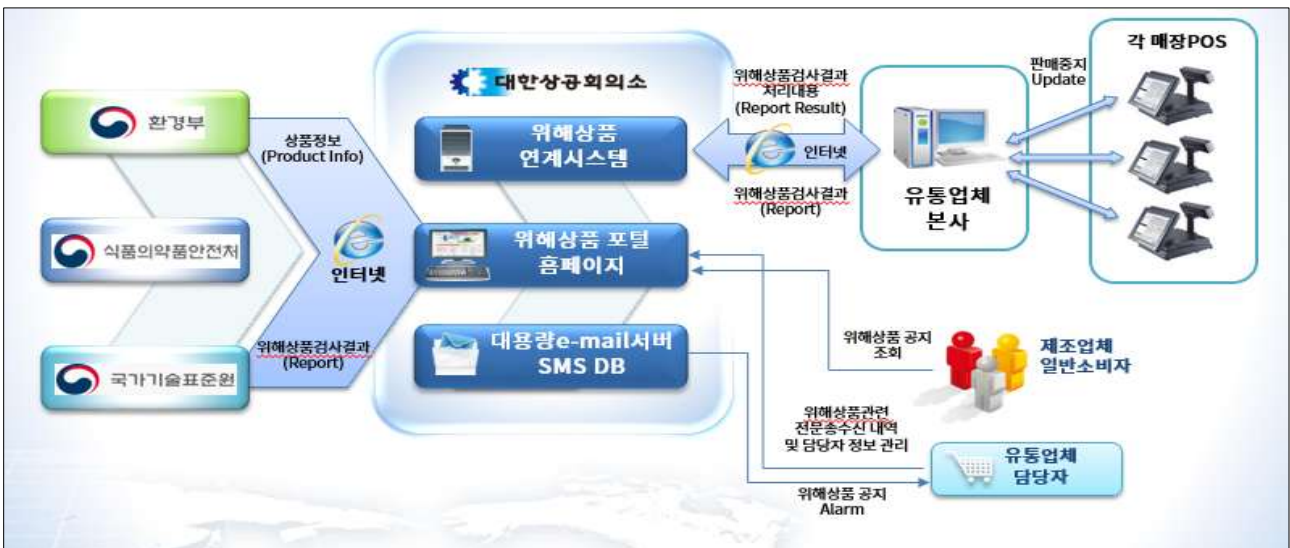 환경부
식품의약품안전처
국가기술표준원
상품정보
(Product Info)
인터넷
위해상품검사결과
(Report)
대한상공회의소
위해상품
연계시스템
위해상품 포털
홈페이지
대용량e-mail서버
SMS DB
위해상품검사결과
처리내용
(Report Result)
인터넷
위해상품검사결과
(Report)
유통업체
본사
판매중지
Update
각 매장POS
위해상품 공지
조회
제조업체
일반소비자
위해상품관련
전문송수신 내역
및 담당자 정보 관리
유통업체
담당자
위해상품 공지
Alarm